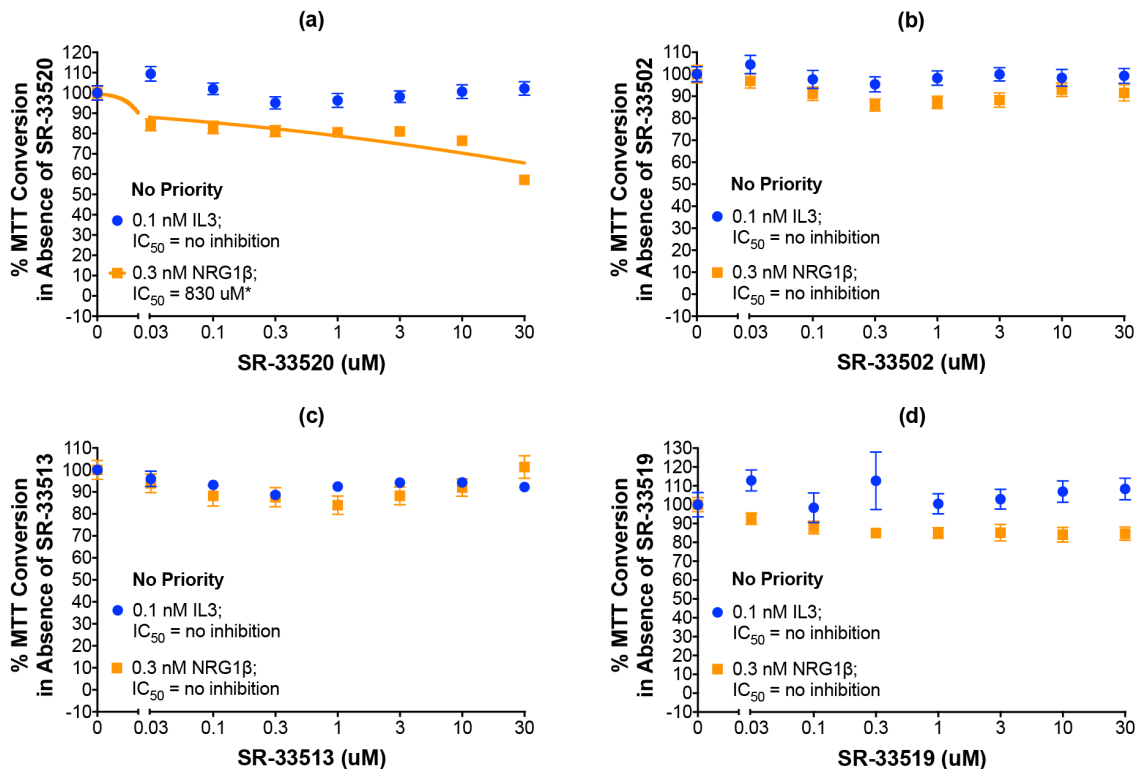 (a)
% MTT Conversion
in Absence of SR-33520
120
110
100
90
80
70
60
50
40
30
20
10
0
-10
No Priority
0.1 nM IL3;
IC50 = no inhibition
0.3 nM NRG1β;
IC50 = 830 uM*
0 0.03 0.1 0.3 1 3 10 30
SR-33520 (uM)
(b)
% MTT Conversion
in Absence of SR-33502
110
100
90
80
70
60
50
40
30
20
10
0
-10
No Priority
0.1 nM IL3;
IC50 = no inhibition
0.3 nM NRG1β;
IC50 = no inhibition
0 0.03 0.1 0.3 1 3 10 30
SR-33502 (uM)
(c)
% MTT Conversion
in Absence of SR-33513
110
100
90
80
70
60
50
40
30
20
10
0
-10
No Priority
0.1 nM IL3;
IC50 = no inhibition
0.3 nM NRG1β;
IC50 = no inhibition
0 0.03 0.1 0.3 1 3 10 30
SR-33513 (uM)
(d)
% MTT Conversion
in Absence of SR-33519
130
120
110
100
90
80
70
60
50
40
30
20
10
0
-10
No Priority
0.1 nM IL3;
IC50 = no inhibition
0.3 nM NRG1β;
IC50 = no inhibition
0 0.03 0.1 0.3 1 3 10 30
SR-33519 (uM)